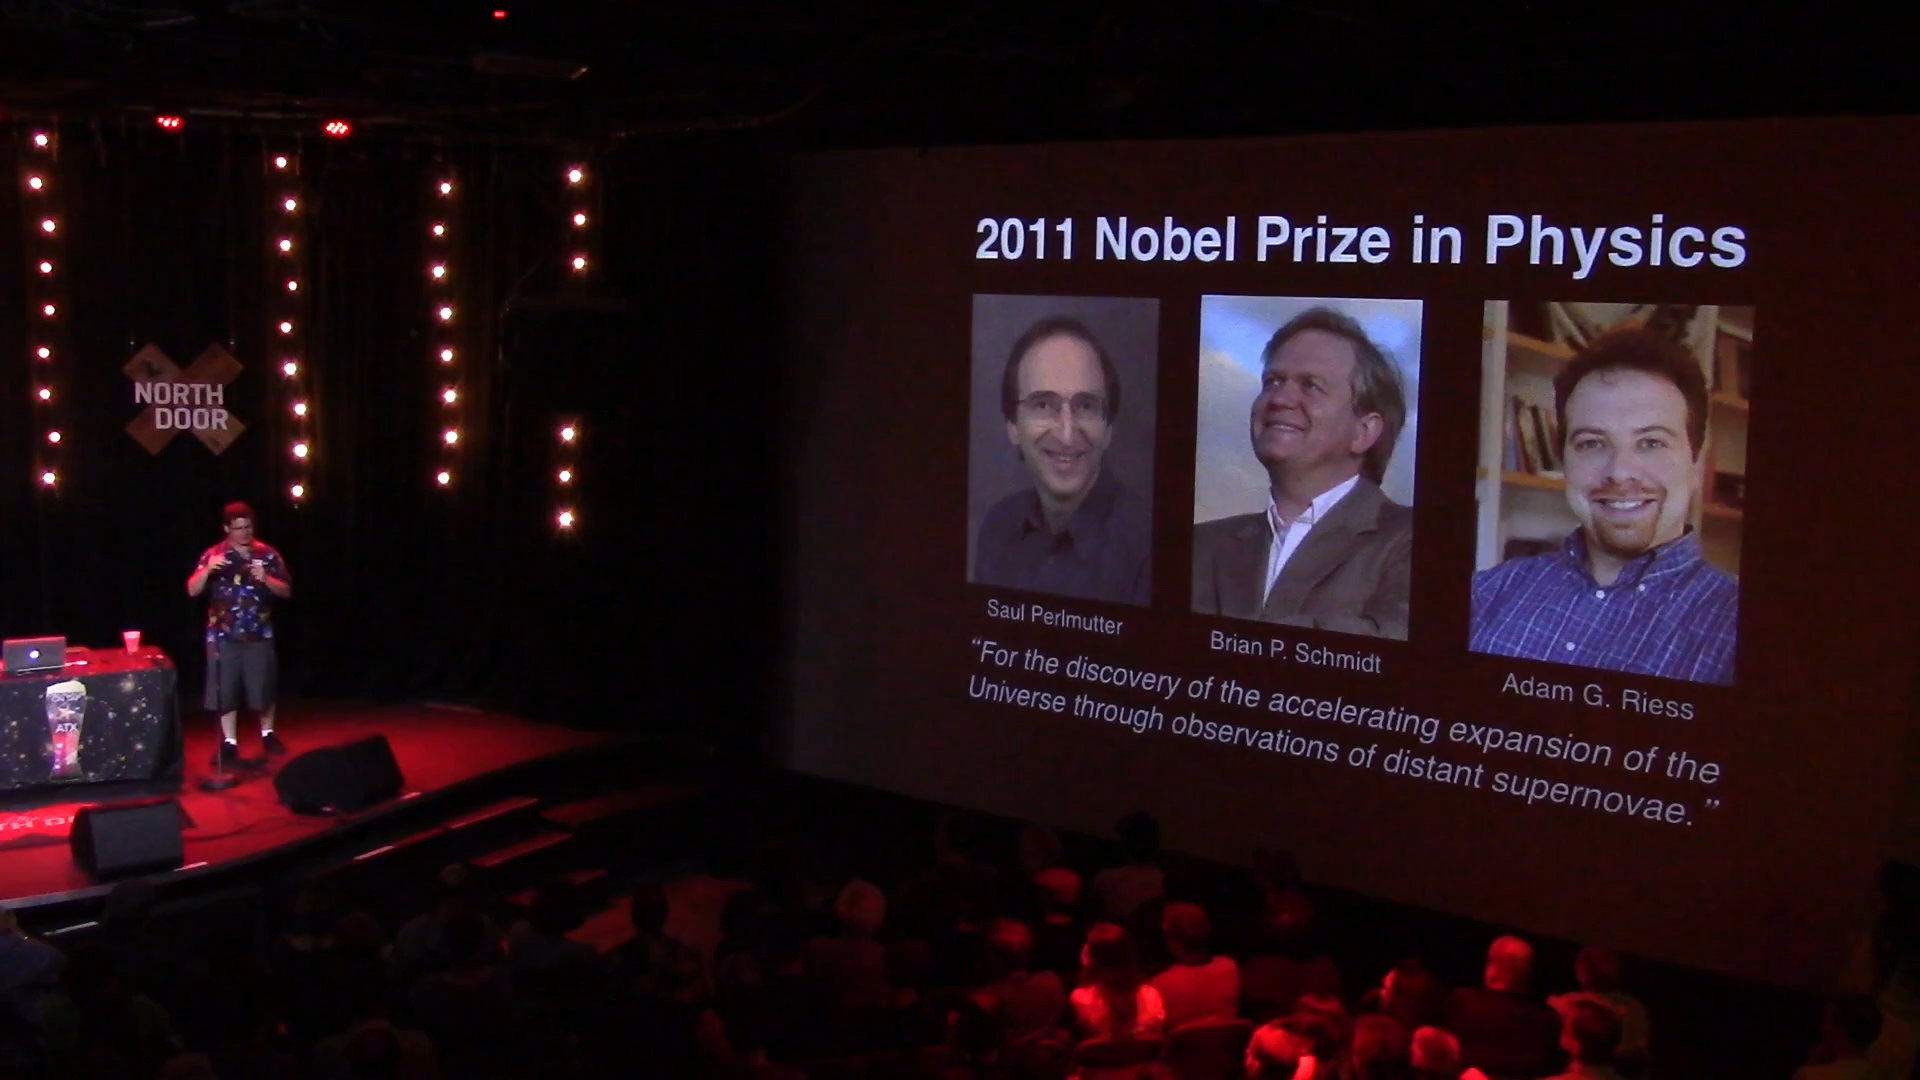 NORTH
DOOR
ATX
2011 Nobel Prize in Physics
Saul Perlmutter
Brian P. Schmidt
Adam G. Riess
“For the discovery of the accelerating expansion of the
Universe through observations of distant supernovae.”